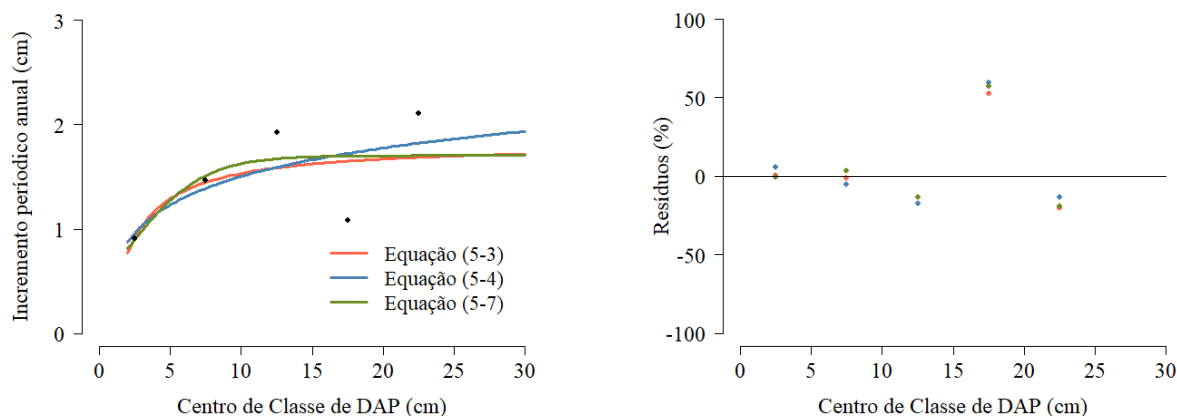 Incremento períodico anual (cm)
3
2
1
0
Equação (5-3)
Equação (5-4)
Equação (5-7)
0 5 10 15 20 25 30
Centro de Classe de DAP (cm)
Resíduos (%)
100
50
0
-50
-100
0 5 10 15 20 25 30
Centro de Classe de DAP (cm)